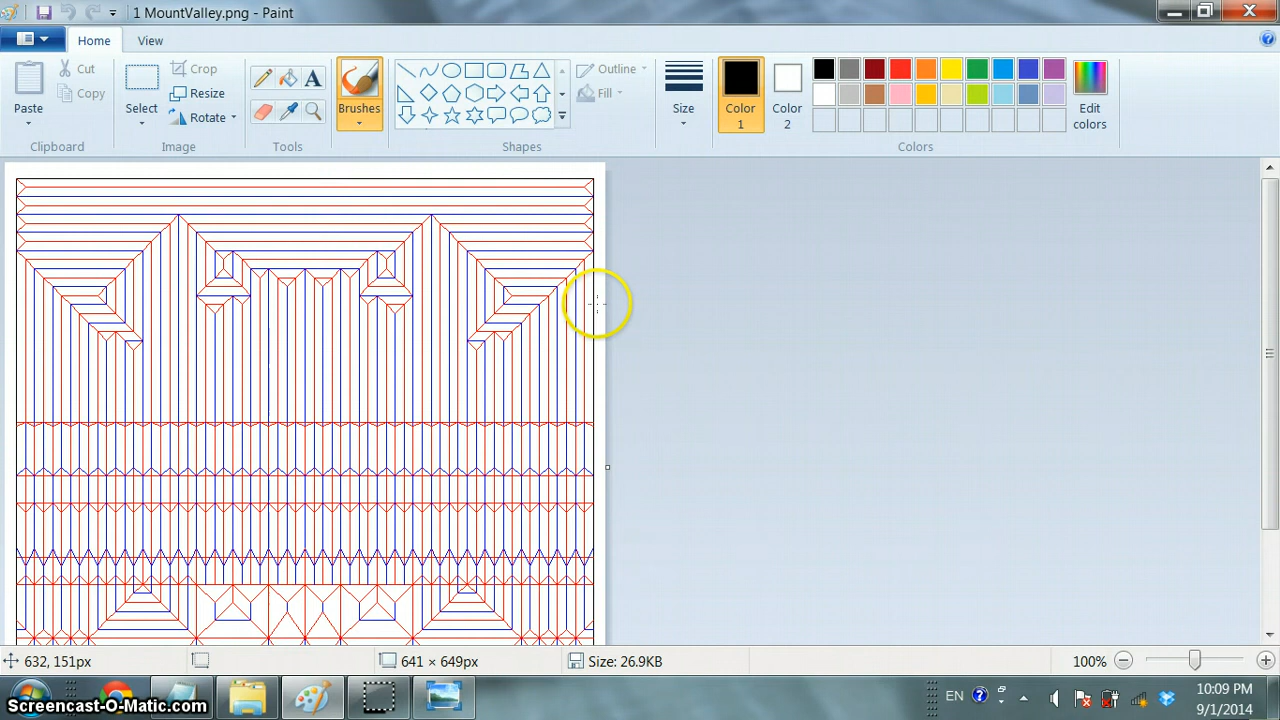 1 MountValley.png - Paint
Home
View
Paste
Cut
Copy
Clipboard
Select
Crop
Resize
Rotate
Image
A
Tools
Brushes
Outline
Fill
Shapes
Size
Color 1
Color 2
Edit colors
Colors
632, 151px
641 × 649px
Size: 26.9KB
100%
EN
10:09 PM
9/1/2014
Screencast-O-Matic.com